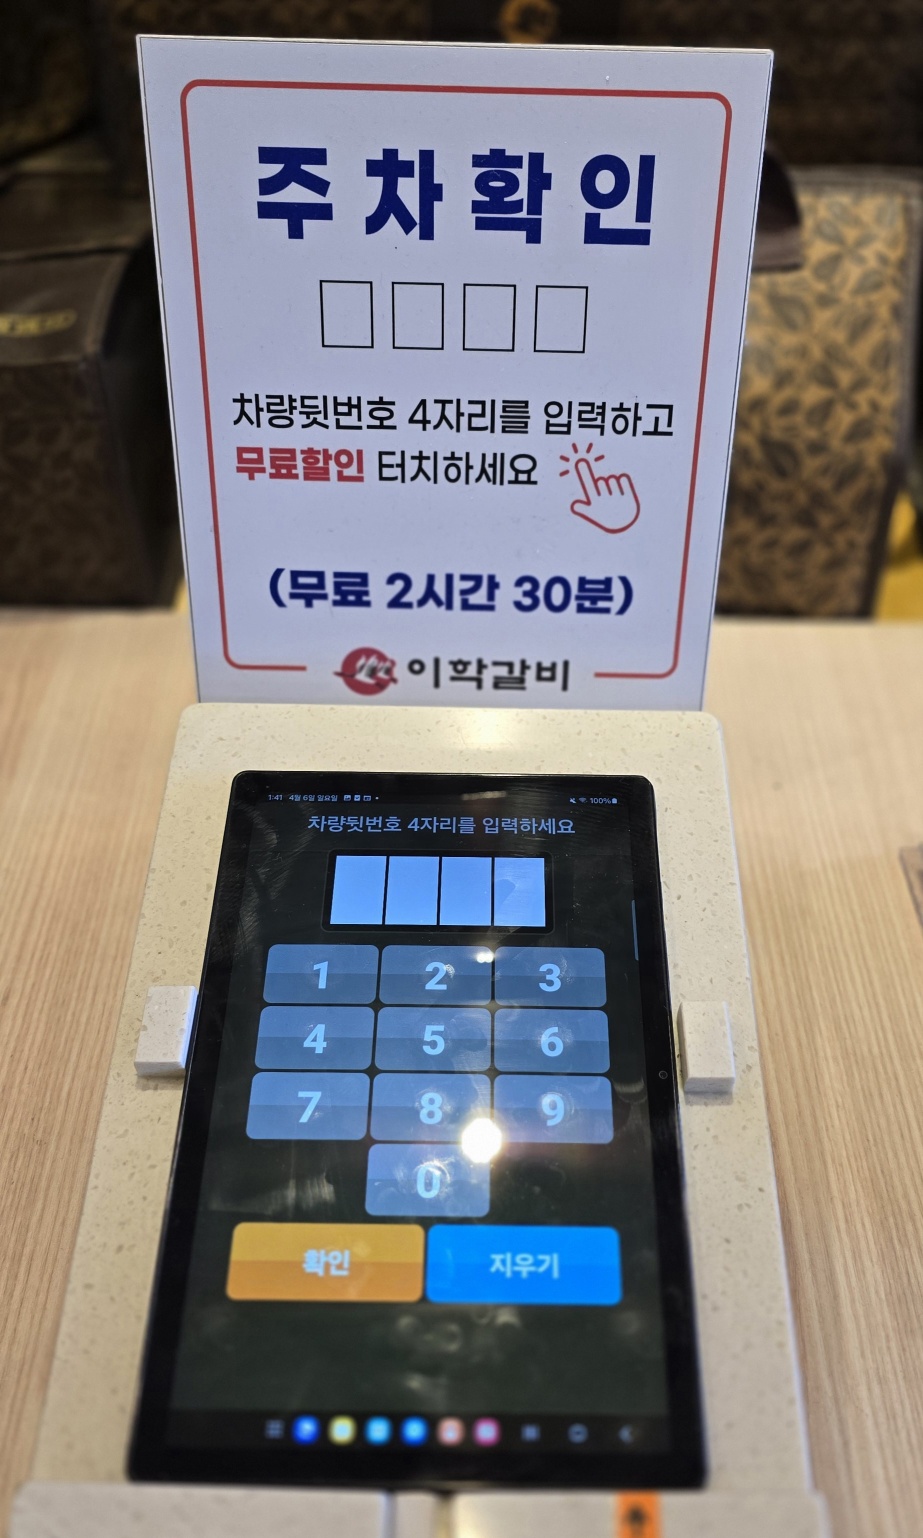 주차확인
차량뒷번호 4자리를 입력하고
무료할인 터치하세요
(무료 2시간 30분)
이학갈비
1:41 4월 6일 일요일
100%
차량뒷번호 4자리를 입력하세요
1 2 3
4 5 6
7 8 9
0
확인 지우기